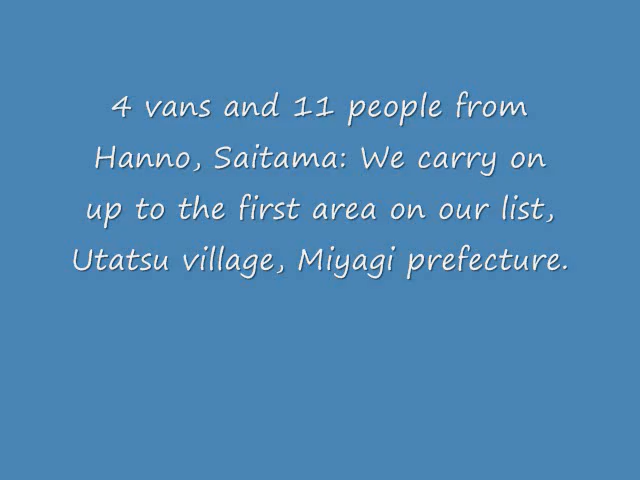 4 vans and 11 people from
Hanno, Saitama: We carry on
up to the first area on our list,
Utatsu village, Miyagi prefecture.